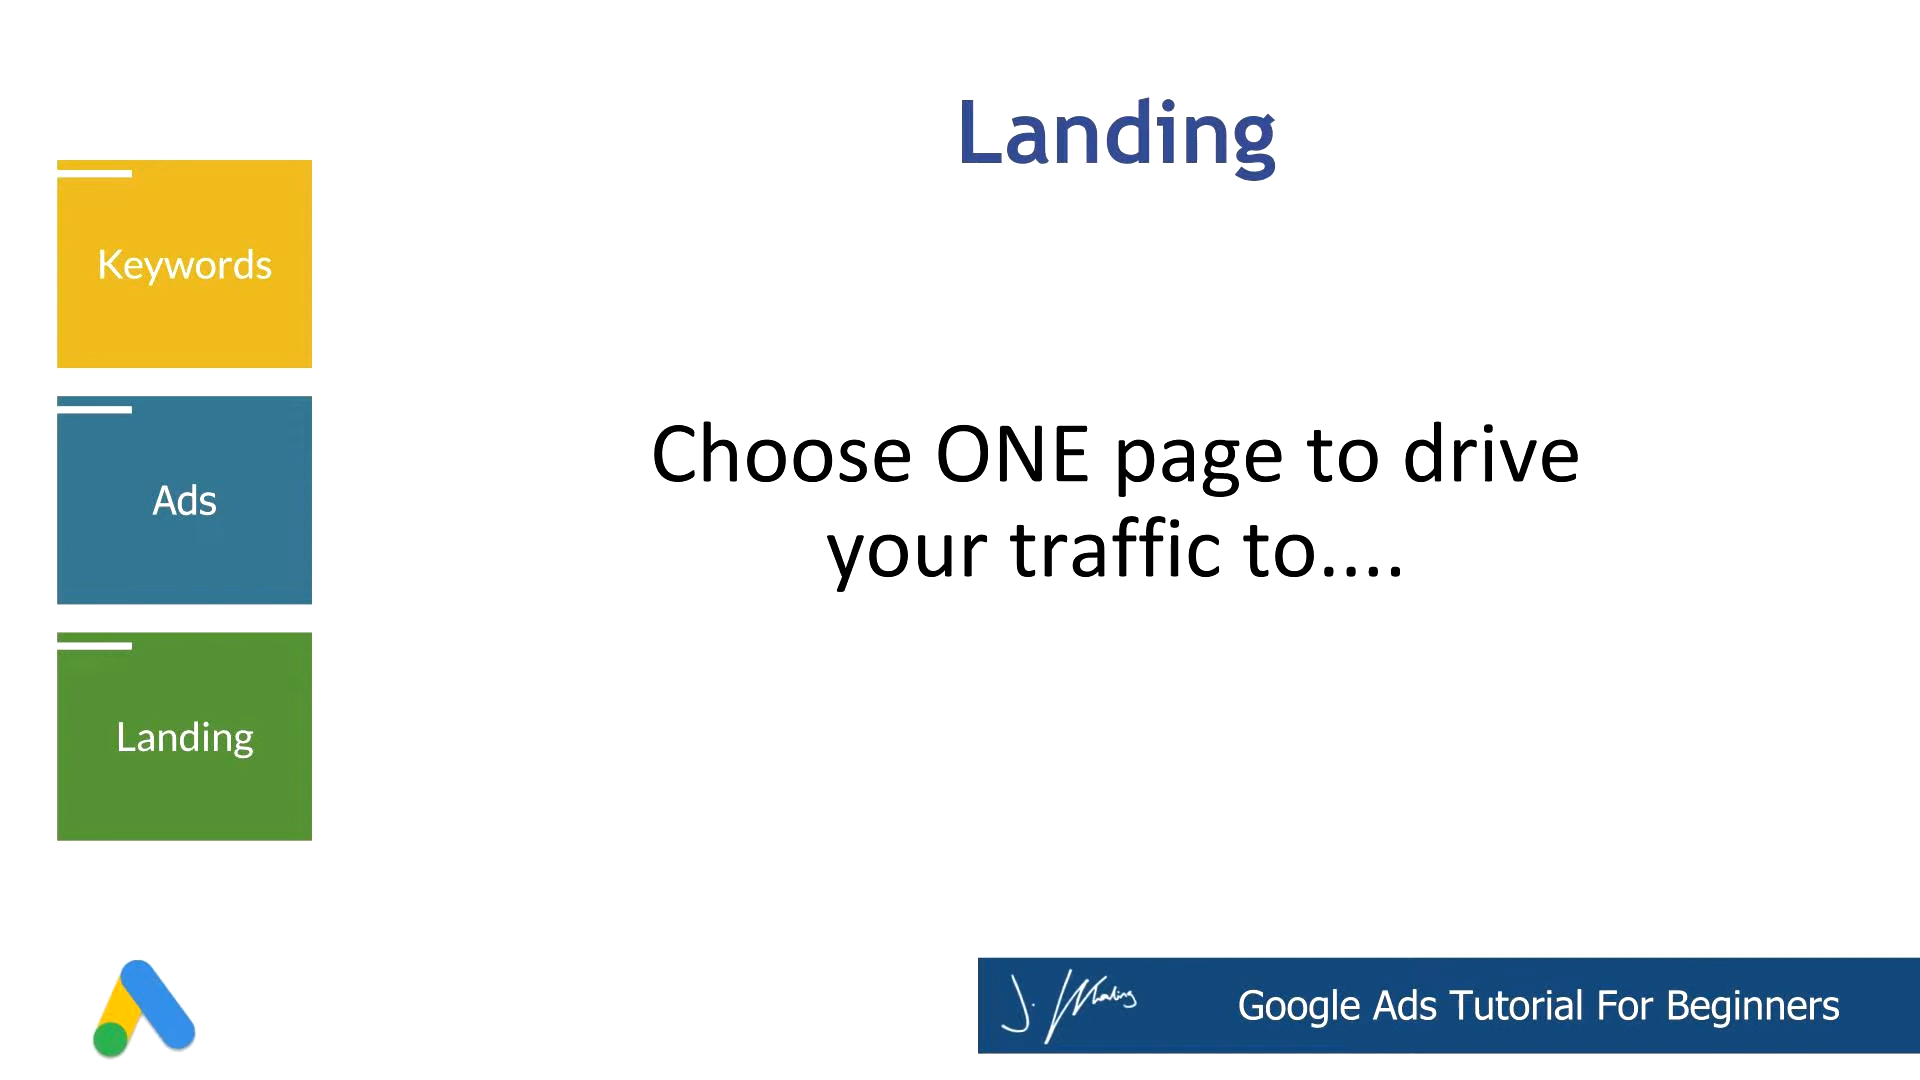 Landing
Keywords
Ads
Landing
Choose ONE page to drive
your traffic to....
Google Ads Tutorial For Beginners